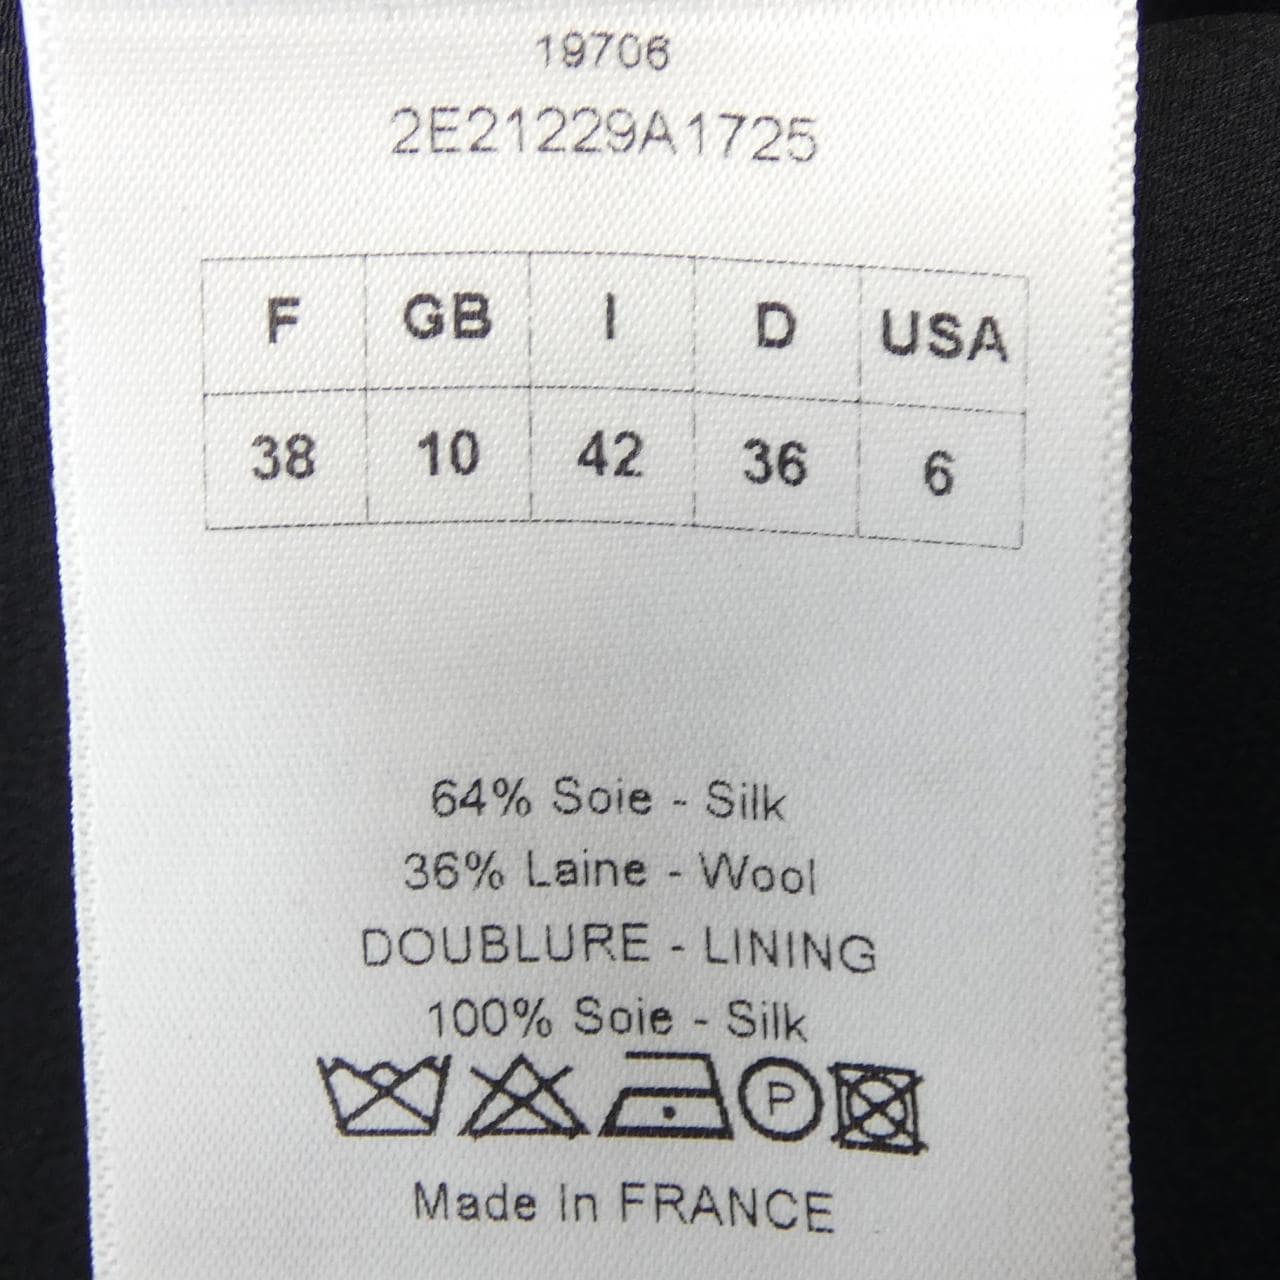 19706
2E21229A1725
F GB I D USA
38 10 42 36 6
64% Soie - Silk
36% Laine - Wool
DOUBLURE - LINING
100% Soie - Silk
P
Made In FRANCE